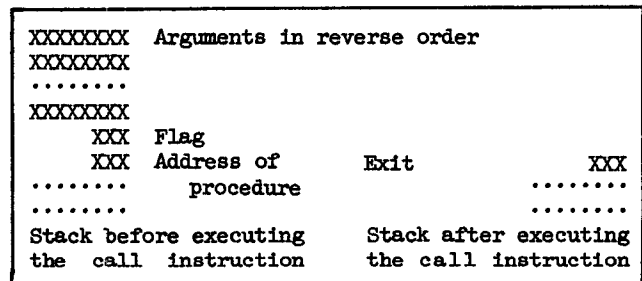 XXXXXXXX Arguments in reverse order
XXXXXXXX
........
XXXXXXXX
XXX Flag
XXX Address of Exit XXX
........ procedure ........
........ ........
Stack before executing Stack after executing
the call instruction the call instruction